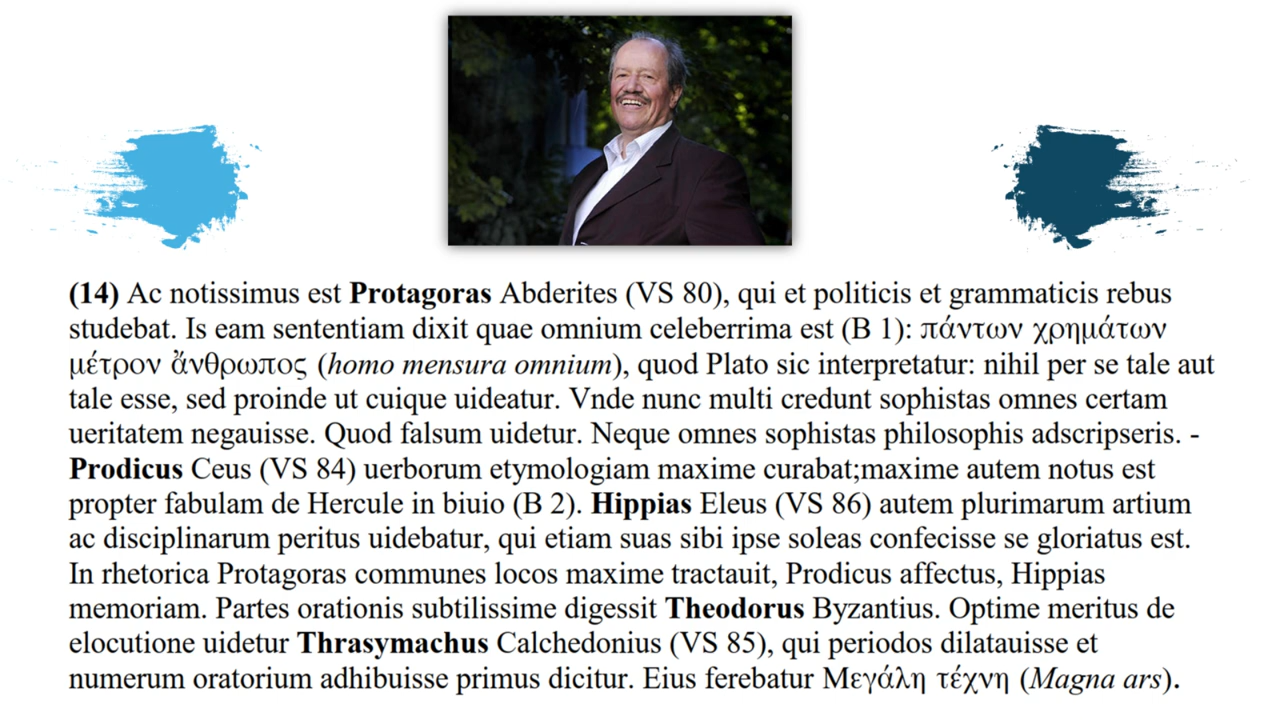 (14) Ac notissimus est Protagoras Abderites (VS 80), qui et politicis et grammaticis rebus
studebat. Is eam sententiam dixit quae omnium celeberrima est (B 1): πάντων χρημάτων
μέτρον ἄνθρωπος (homo mensura omnium), quod Plato sic interpretatur: nihil per se tale aut
tale esse, sed proinde ut cuique uideatur. Vnde nunc multi credunt sophistas omnes certam
ueritatem negauisse. Quod falsum uidetur. Neque omnes sophistas philosophis adscripseris. -
Prodicus Ceus (VS 84) uerborum etymologiam maxime curabat;maxime autem notus est
propter fabulam de Hercule in biuio (B 2). Hippias Eleus (VS 86) autem plurimarum artium
ac disciplinarum peritus uidebatur, qui etiam suas sibi ipse soleas confecisse se gloriatus est.
In rhetorica Protagoras communes locos maxime tractauit, Prodicus affectus, Hippias
memoriam. Partes orationis subtilissime digessit Theodorus Byzantius. Optime meritus de
elocutione uidetur Thrasymachus Calchedonius (VS 85), qui periodos dilatauisse et
numerum oratorium adhibuisse primus dicitur. Eius ferebatur Μεγάλη τέχνη (Magna ars).